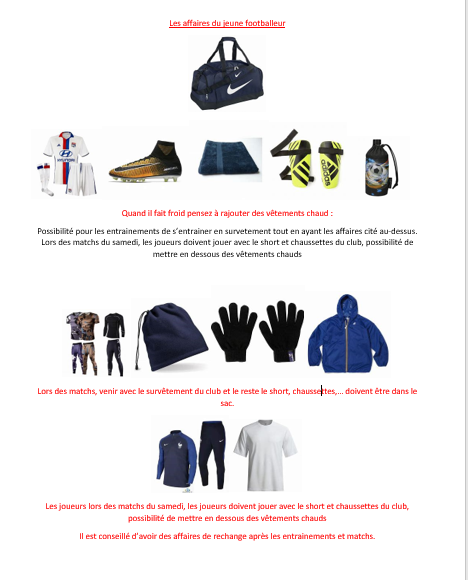 Les affaires du jeune footballeur
HYUNDAI
adidas
Quand il fait froid pensez à rajouter des vêtements chaud :
Possibilité pour les entrainements de s'entrainer en survetement tout en ayant les affaires cité au-dessus.
Lors des matchs du samedi, les joueurs doivent jouer avec le short et chaussettes du club, possibilité de
mettre en dessous des vêtements chauds
Lors des matchs, venir avec le survêtement du club et le reste le short, chaussettes,... doivent être dans le
sac.
Les joueurs lors des matchs du samedi, les joueurs doivent jouer avec le short et chaussettes du club,
possibilité de mettre en dessous des vêtements chauds
Il est conseillé d'avoir des affaires de rechange après les entrainements et matchs.